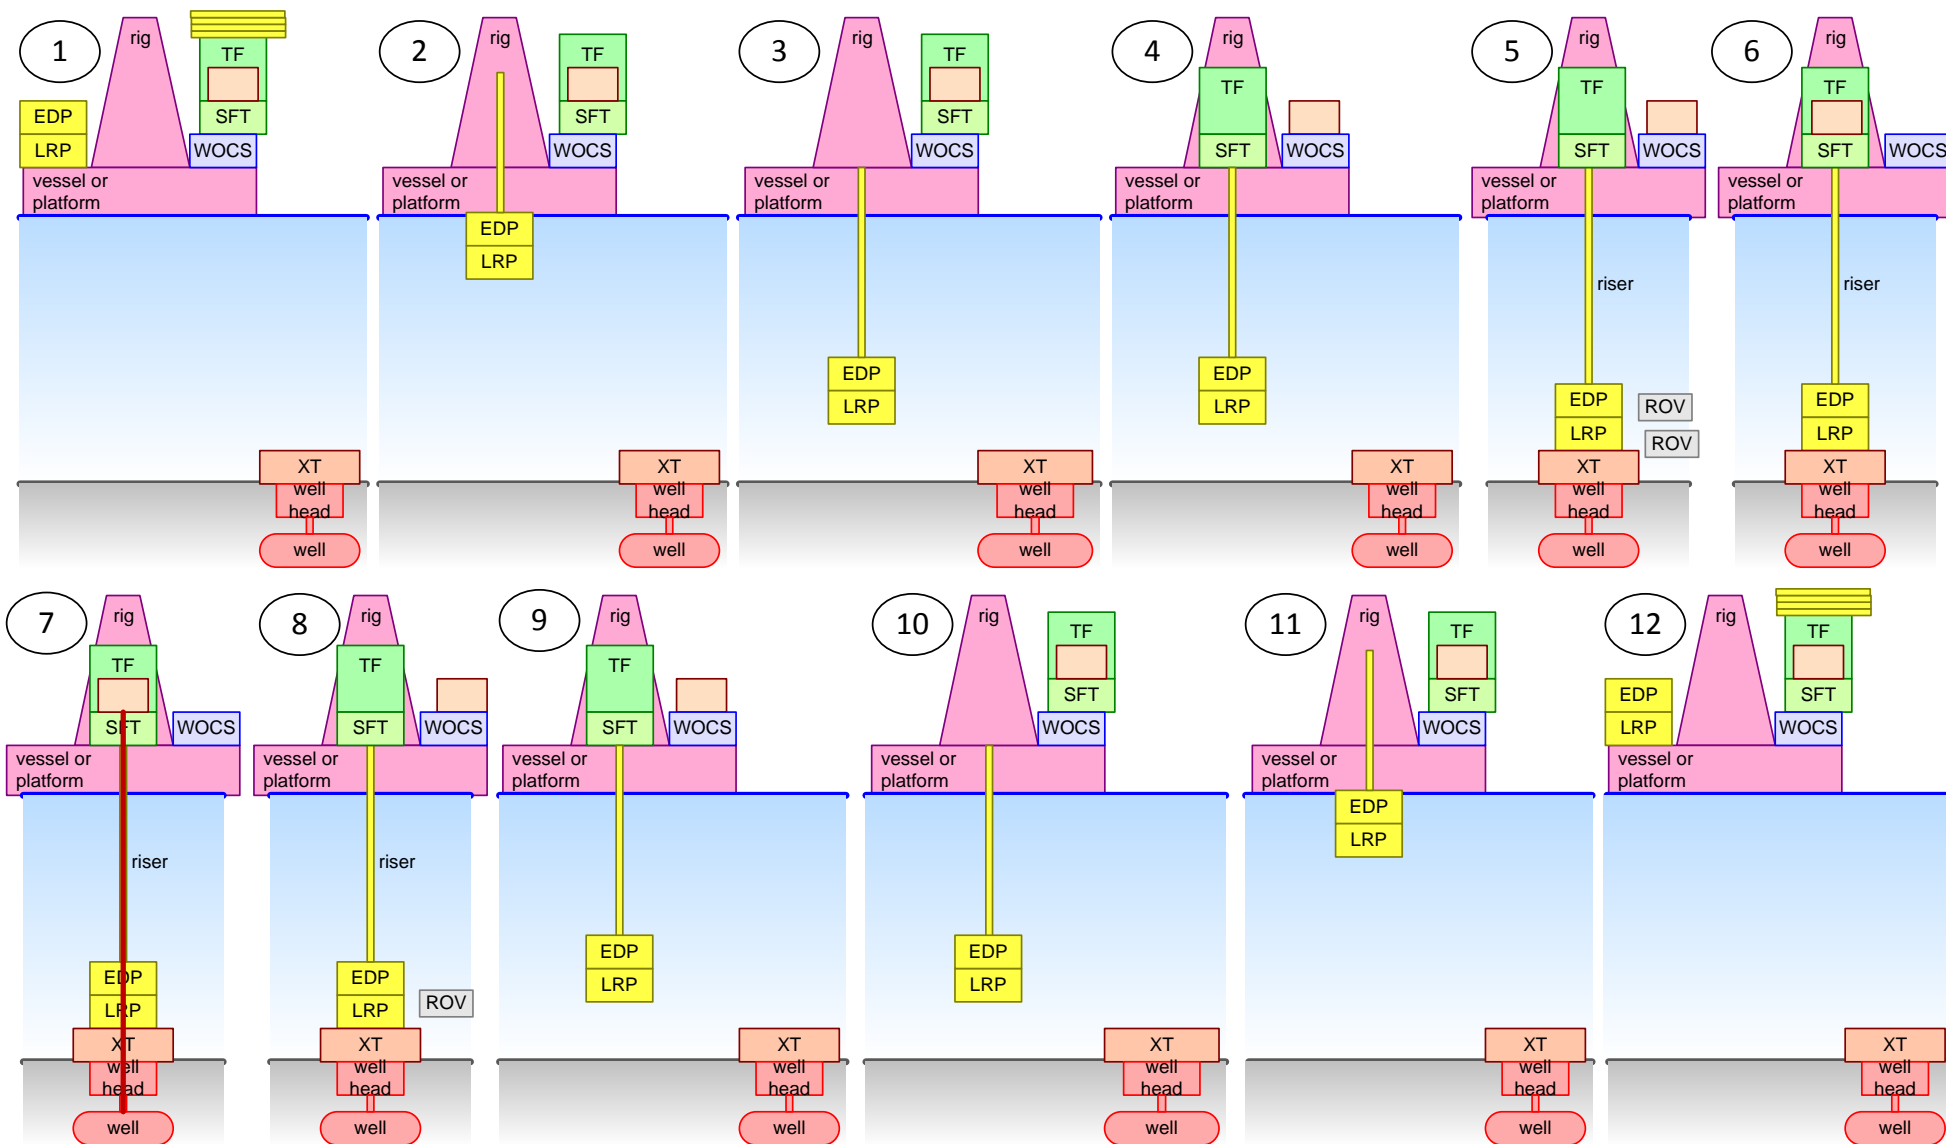 1
rig
TF
EDP
SFT
LRP
WOCS
vessel or
platform
XT
well
head
well
2
rig
TF
SFT
WOCS
vessel or
platform
EDP
LRP
XT
well
head
well
3
rig
TF
SFT
WOCS
vessel or
platform
EDP
LRP
XT
well
head
well
4
rig
TF
SFT
WOCS
vessel or
platform
EDP
LRP
XT
well
head
well
5
rig
TF
SFT
WOCS
vessel or
platform
riser
EDP
ROV
LRP
ROV
XT
well
head
well
6
rig
TF
SFT
WOCS
vessel or
platform
riser
EDP
LRP
XT
well
head
well
7
rig
TF
SFT
WOCS
vessel or
platform
riser
EDP
LRP
XT
well
head
well
8
rig
TF
SFT
WOCS
vessel or
platform
riser
EDP
ROV
LRP
XT
well
head
well
9
rig
TF
SFT
WOCS
vessel or
platform
EDP
LRP
XT
well
head
well
10
rig
TF
SFT
WOCS
vessel or
platform
EDP
LRP
XT
well
head
well
11
rig
TF
SFT
WOCS
vessel or
platform
EDP
LRP
XT
well
head
well
12
rig
TF
EDP
SFT
LRP
WOCS
vessel or
platform
XT
well
head
well